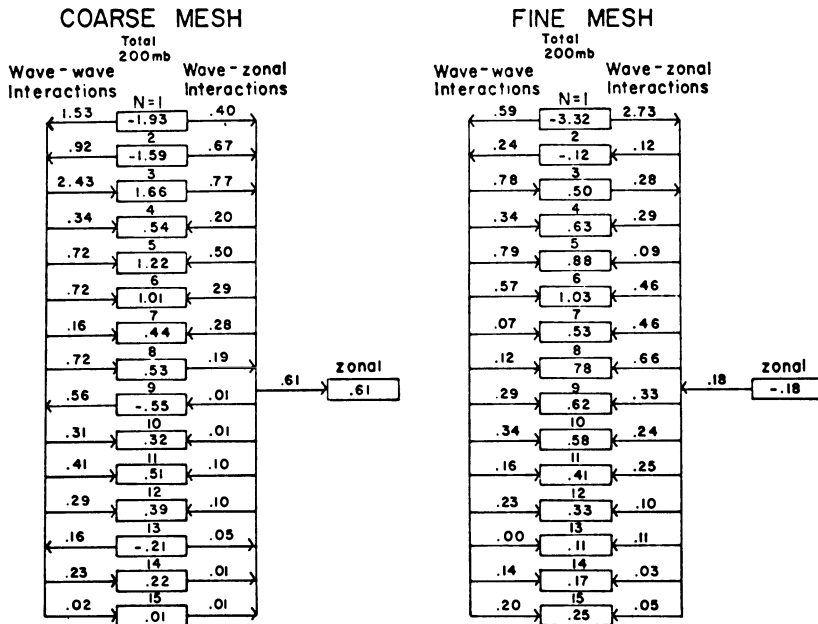 COARSE MESH
Total
200mb
Wave-wave Interactions
Wave-zonal Interactions
1.53 N=1 -1.93 .40
.92 2 -1.59 .67
2.43 3 1.66 .77
.34 4 .54 .20
.72 5 1.22 .50
.72 6 1.01 29
.16 7 .44 .28
.72 8 .53 .19
.56 9 -.55 .01
.31 10 .32 .01
.41 11 .51 .10
.29 12 .39 .10
.16 13 -.21 .05
.23 14 .22 .01
.02 15 .01 .01
.61
zonal
.61
FINE MESH
Total
200mb
Wave-wave Interactions
Wave-zonal Interactions
.59 N=1 -3.32 2.73
.24 2 -.12 .12
.78 3 .50 .28
.34 4 .63 .29
.79 5 .88 .09
.57 6 1.03 .46
.07 7 .53 .46
.12 8 78 .66
.29 9 .62 .33
.34 10 .58 .24
.16 11 .41 .25
.23 12 .33 .10
.00 13 .11 .11
.14 14 .17 .03
.20 15 .25 .05
.18
zonal
-.18